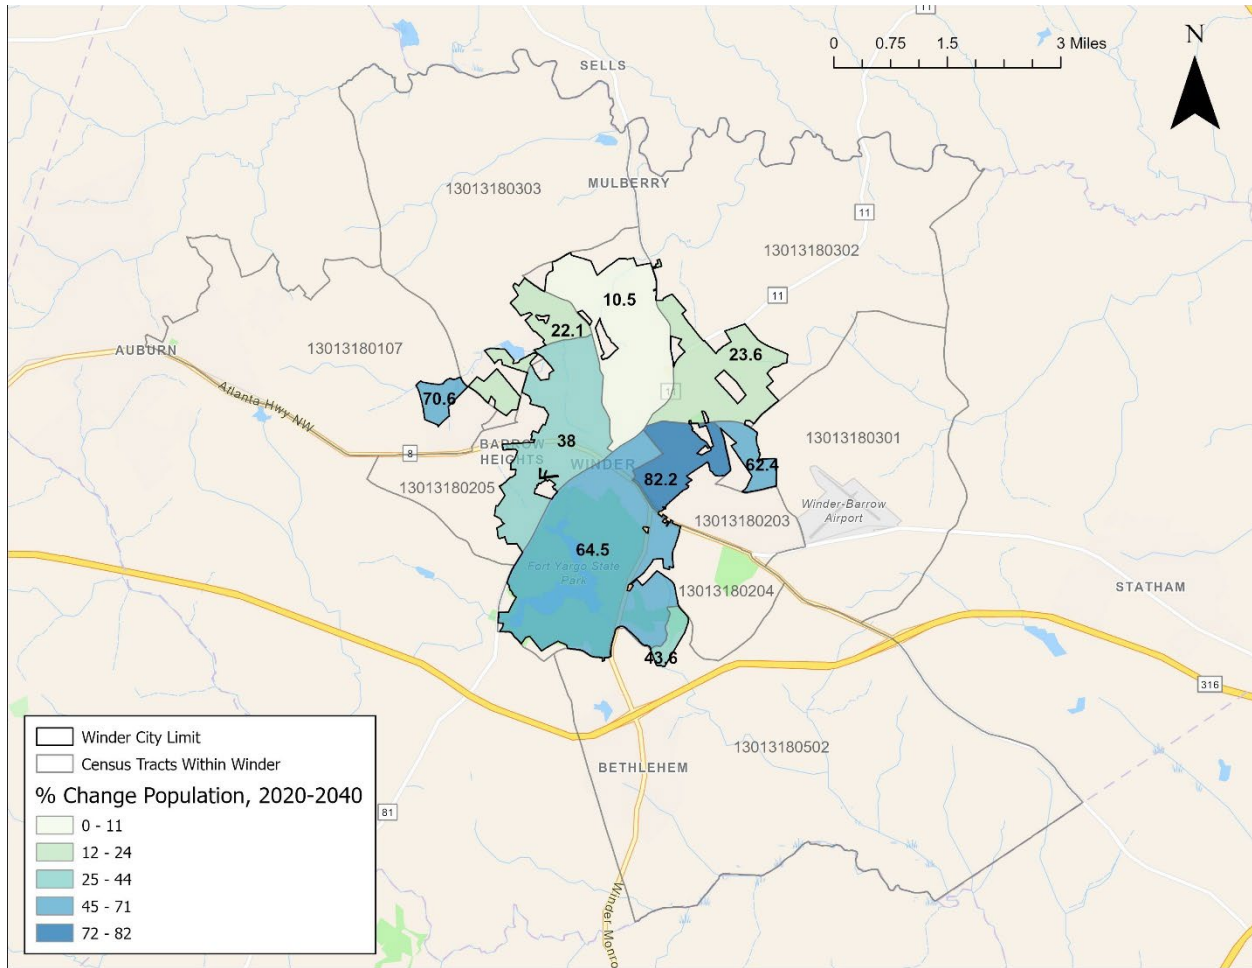 11
SELLS
0 0.75 1.5 3 Miles
N
13013180303
MULBERRY
11
13013180302
11
10.5
22.1
23.6
AUBURN
13013180107
11
70.6
Atlanta Hwy NW
8
BARROW
HEIGHTS
38
WINDER
13013180301
62.4
82.2
13013180205
Winder-Barrow
Airport
13013180203
64.5
Fort Yargo State
Park
13013180204
STATHAM
43.6
316
13013180502
BETHLEHEM
81
Winder-Monro
Winder City Limit
Census Tracts Within Winder
% Change Population, 2020-2040
0 - 11
12 - 24
25 - 44
45 - 71
72 - 82